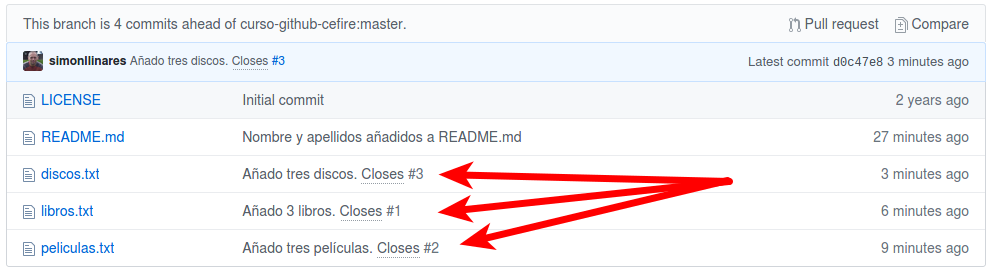 This branch is 4 commits ahead of curso-github-cefire:master. Pull request Compare
simonllinares Añado tres discos. Closes #3 Latest commit d0c47e8 3 minutes ago
LICENSE Initial commit 2 years ago
README.md Nombre y apellidos añadidos a README.md 27 minutes ago
discos.txt Añado tres discos. Closes #3 3 minutes ago
libros.txt Añado 3 libros. Closes #1 6 minutes ago
peliculas.txt Añado tres películas. Closes #2 9 minutes ago